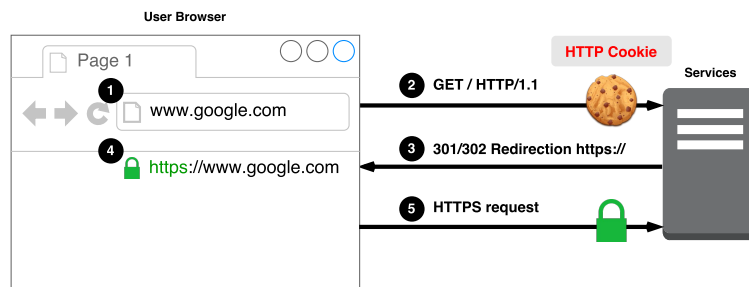 User Browser
Page 1
1
www.google.com
4
https://www.google.com
HTTP Cookie
Services
2 GET / HTTP/1.1
3 301/302 Redirection https://
5 HTTPS request